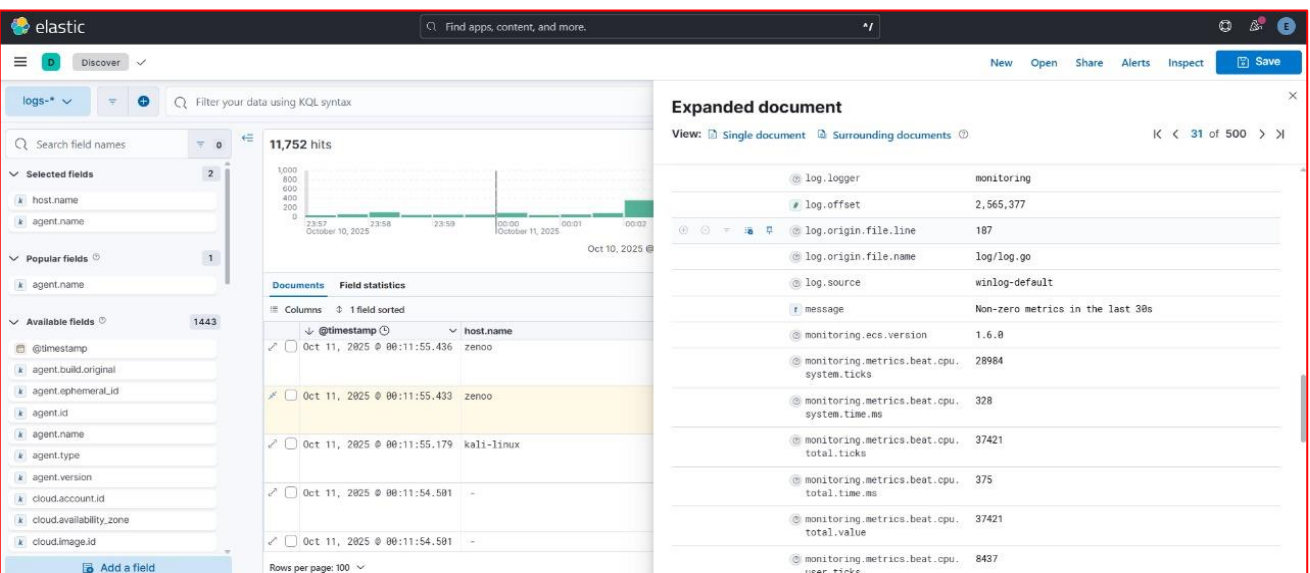 elastic
Find apps, content, and more.
^/
E
D
Discover
New Open Share Alerts Inspect Save
logs-*
Filter your data using KQL syntax
Search field names
0
Selected fields 2
k host.name
k agent.name
Popular fields 1
k agent.name
Available fields 1443
@timestamp
k agent.build.original
k agent.ephemeral_id
k agent.id
k agent.name
k agent.type
k agent.version
k cloud.account.id
k cloud.availability_zone
k cloud.image.id
Add a field
11,752 hits
1,000
800
600
400
200
0
23:57 23:58 23:59 00:00 00:01 00:02
October 10, 2025 October 11, 2025
Oct 10, 2025 @
Documents Field statistics
Columns 1 field sorted
@timestamp host.name
Oct 11, 2025 @ 00:11:55.436 zenoo
Oct 11, 2025 @ 00:11:55.433 zenoo
Oct 11, 2025 @ 00:11:55.179 kali-linux
Oct 11, 2025 @ 00:11:54.501 -
Oct 11, 2025 @ 00:11:54.501 -
Rows per page: 100
Expanded document
View: Single document Surrounding documents
31 of 500
log.logger monitoring
# log.offset 2,565,377
log.origin.file.line 187
log.origin.file.name log/log.go
log.source winlog-default
t message Non-zero metrics in the last 30s
monitoring.ecs.version 1.6.0
monitoring.metrics.beat.cpu. 28984
system.ticks
monitoring.metrics.beat.cpu. 328
system.time.ms
monitoring.metrics.beat.cpu. 37421
total.ticks
monitoring.metrics.beat.cpu. 375
total.time.ms
monitoring.metrics.beat.cpu. 37421
total.value
monitoring.metrics.beat.cpu. 8437
user.ticks